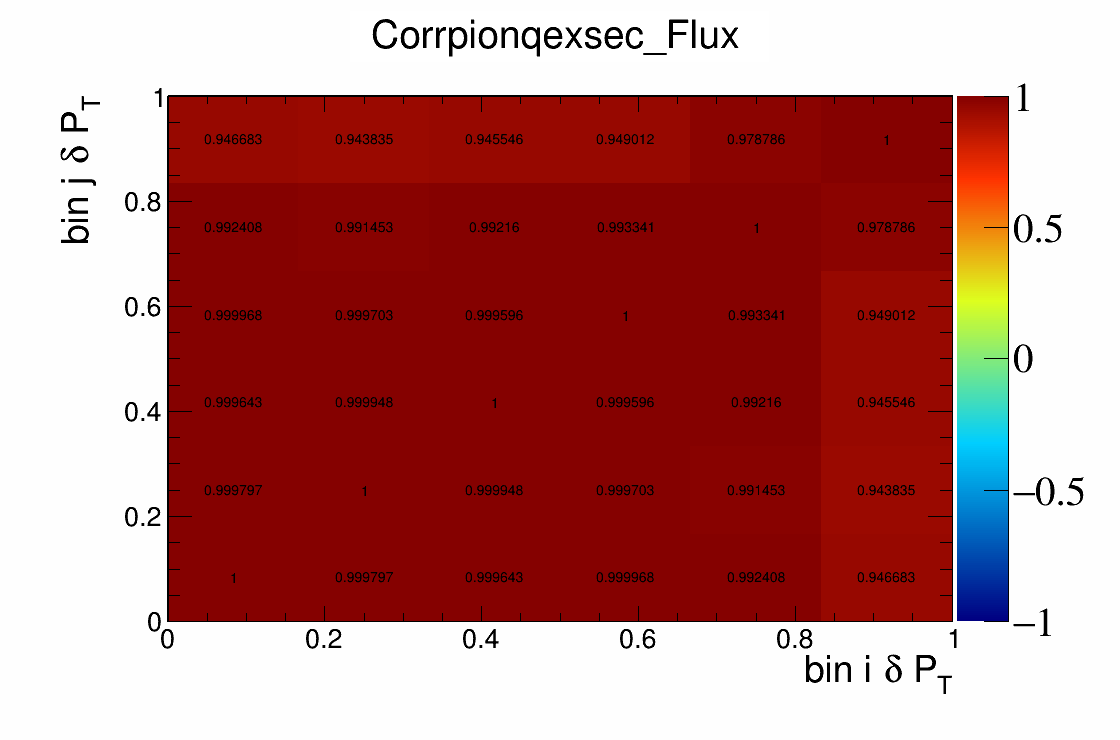 Corrpionqexsec_Flux
bin j δ P_T
1
0.8
0.6
0.4
0.2
0
0.946683 0.943835 0.945546 0.949012 0.978786 1
0.992408 0.991453 0.99216 0.993341 1 0.978786
0.999968 0.999703 0.999596 1 0.993341 0.949012
0.999643 0.999948 1 0.999596 0.99216 0.945546
0.999797 1 0.999948 0.999703 0.991453 0.943835
1 0.999797 0.999643 0.999968 0.992408 0.946683
0 0.2 0.4 0.6 0.8 1
bin i δ P_T
1
0.5
0
−0.5
−1